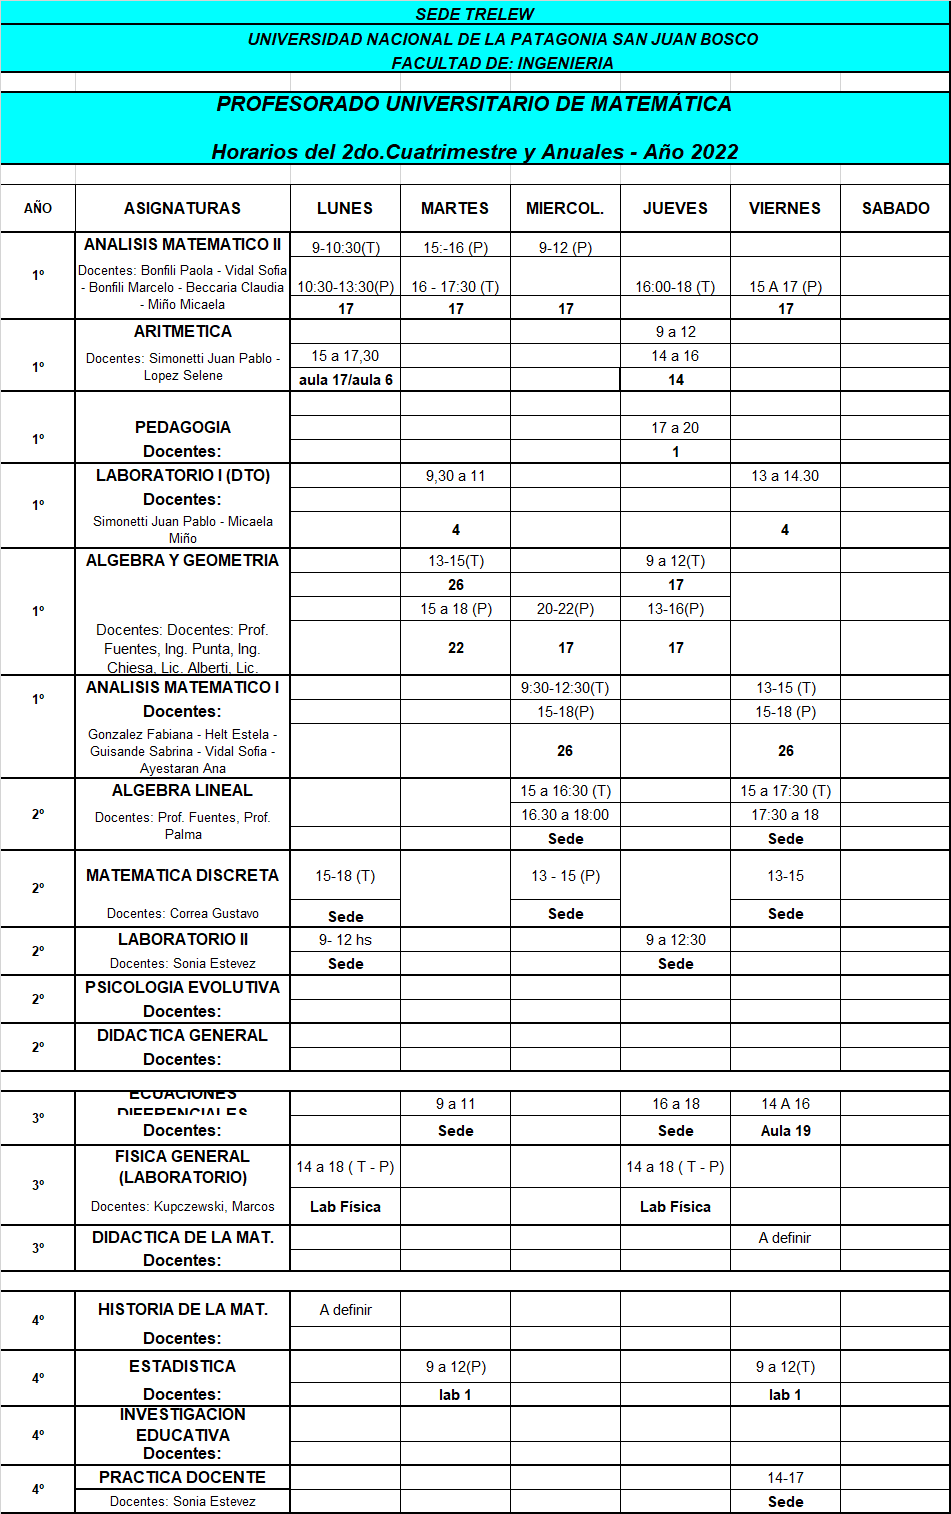 SEDE TRELEW
UNIVERSIDAD NACIONAL DE LA PATAGONIA SAN JUAN BOSCO
FACULTAD DE: INGENIERIA
PROFESORADO UNIVERSITARIO DE MATEMÁTICA
Horarios del 2do.Cuatrimestre y Anuales - Año 2022
AÑO ASIGNATURAS LUNES MARTES MIERCOL. JUEVES VIERNES SABADO
1º ANALISIS MATEMATICO II 9-10:30(T) 15:-16 (P) 9-12 (P)
Docentes: Bonfili Paola - Vidal Sofia
- Bonfili Marcelo - Beccaria Claudia 10:30-13:30(P) 16 - 17:30 (T) 16:00-18 (T) 15 A 17 (P)
- Miño Micaela 17 17 17 17
1º ARITMETICA 9 a 12
Docentes: Simonetti Juan Pablo - 15 a 17,30 14 a 16
Lopez Selene aula 17/aula 6 14
1º PEDAGOGIA 17 a 20
Docentes: 1
1º LABORATORIO I (DTO) 9,30 a 11 13 a 14.30
Docentes:
Simonetti Juan Pablo - Micaela
Miño 4 4
1º ALGEBRA Y GEOMETRIA 13-15(T) 9 a 12(T)
26 17
15 a 18 (P) 20-22(P) 13-16(P)
Docentes: Docentes: Prof.
Fuentes, Ing. Punta, Ing. 22 17 17
Chiesa, Lic. Alberti, Lic.
1º ANALISIS MATEMATICO I 9:30-12:30(T) 13-15 (T)
Docentes: 15-18(P) 15-18 (P)
Gonzalez Fabiana - Helt Estela -
Guisande Sabrina - Vidal Sofia - 26 26
Ayestaran Ana
2º ALGEBRA LINEAL 15 a 16:30 (T) 15 a 17:30 (T)
Docentes: Prof. Fuentes, Prof. 16.30 a 18:00 17:30 a 18
Palma Sede Sede
2º MATEMATICA DISCRETA 15-18 (T) 13 - 15 (P) 13-15
Docentes: Correa Gustavo Sede Sede Sede
2º LABORATORIO II 9- 12 hs 9 a 12:30
Docentes: Sonia Estevez Sede Sede
2º PSICOLOGIA EVOLUTIVA
Docentes:
2º DIDACTICA GENERAL
Docentes:
3º ECUACIONES
DIFERENCIALES 9 a 11 16 a 18 14 A 16
Docentes: Sede Sede Aula 19
3º FISICA GENERAL
(LABORATORIO) 14 a 18 ( T - P) 14 a 18 ( T - P)
Docentes: Kupczewski, Marcos Lab Física Lab Física
3º DIDACTICA DE LA MAT. A definir
Docentes:
4º HISTORIA DE LA MAT. A definir
Docentes:
4º ESTADISTICA 9 a 12(P) 9 a 12(T)
Docentes: lab 1 lab 1
4º INVESTIGACION
EDUCATIVA
Docentes:
4º PRACTICA DOCENTE 14-17
Docentes: Sonia Estevez Sede